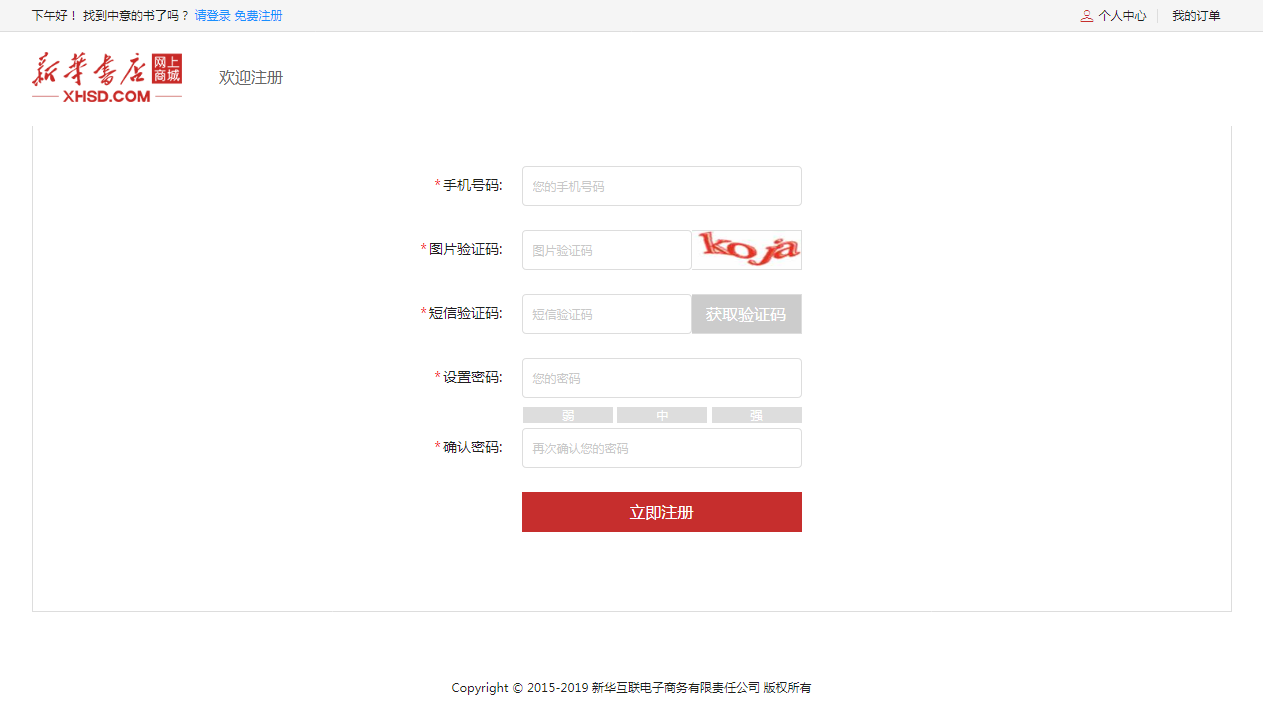 下午好！ 找到中意的书了吗？ 请登录 免费注册 个人中心 我的订单
新华书店 网上商城
XHSD.COM
欢迎注册
*手机号码: 您的手机号码
*图片验证码: 图片验证码 koja
*短信验证码: 短信验证码 获取验证码
*设置密码: 您的密码
弱 中 强
*确认密码: 再次确认您的密码
立即注册
Copyright © 2015-2019 新华互联电子商务有限责任公司 版权所有